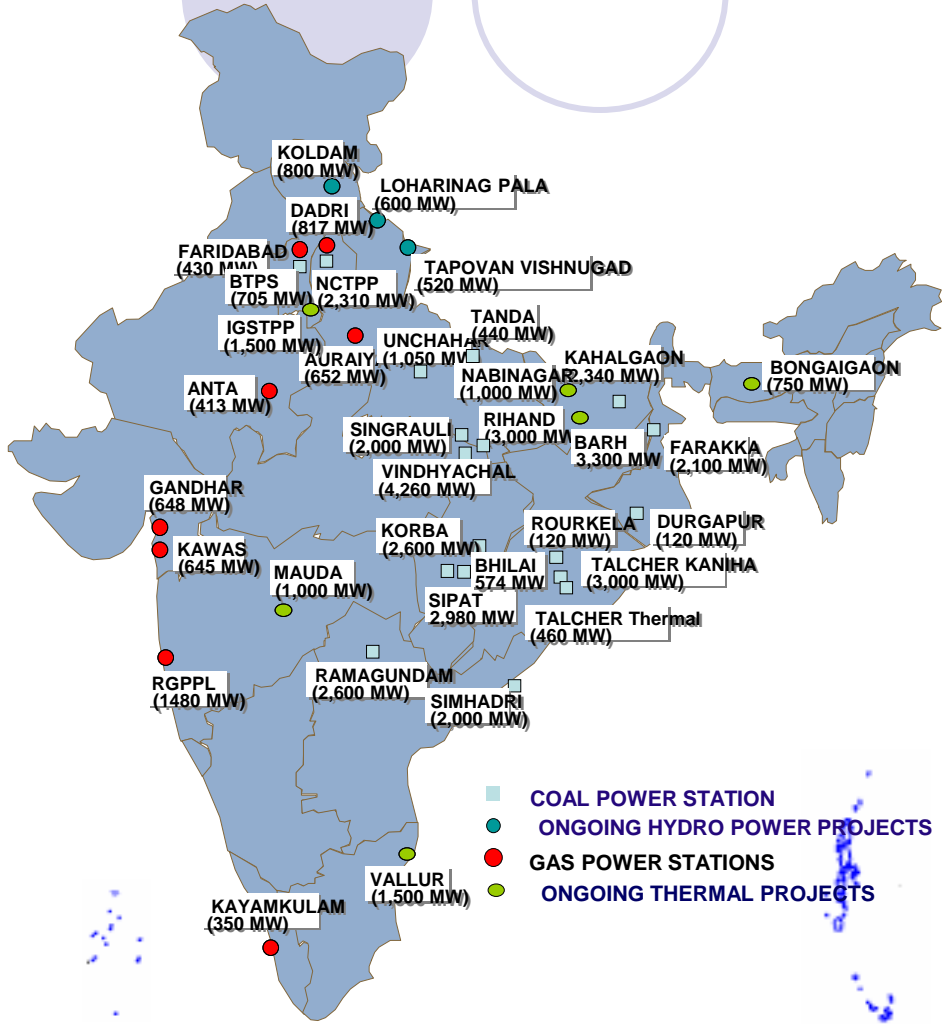 KOLDAM
(800 MW)
LOHARINAG PALA
(600 MW)
DADRI
(817 MW)
FARIDABAD
(430 MW)
TAPOVAN VISHNUGAD
(520 MW)
BTPS
(705 MW)
NCTPP
(2,310 MW)
IGSTPP
(1,500 MW)
TANDA
(440 MW)
UNCHAHAR
(1,050 MW
AURAIY
(652 MW)
KAHALGAON
2,340 MW)
NABINAGAR
(1,000 MW)
BONGAIGAON
(750 MW)
ANTA
(413 MW)
RIHAND
(3,000 MW
SINGRAULI
(2,000 MW)
BARH
3,300 MW
FARAKKA
(2,100 MW)
VINDHYACHAL
(4,260 MW)
GANDHAR
(648 MW)
KAWAS
(645 MW)
KORBA
(2,600 MW)
ROURKELA
(120 MW)
DURGAPUR
(120 MW)
MAUDA
(1,000 MW)
BHILAI
574 MW
TALCHER KANIHA
(3,000 MW)
SIPAT
2,980 MW
TALCHER Thermal
(460 MW)
RGPPL
(1480 MW)
RAMAGUNDAM
(2,600 MW)
SIMHADRI
(2,000 MW)
COAL POWER STATION
ONGOING HYDRO POWER PROJECTS
GAS POWER STATIONS
ONGOING THERMAL PROJECTS
VALLUR
(1,500 MW)
KAYAMKULAM
(350 MW)